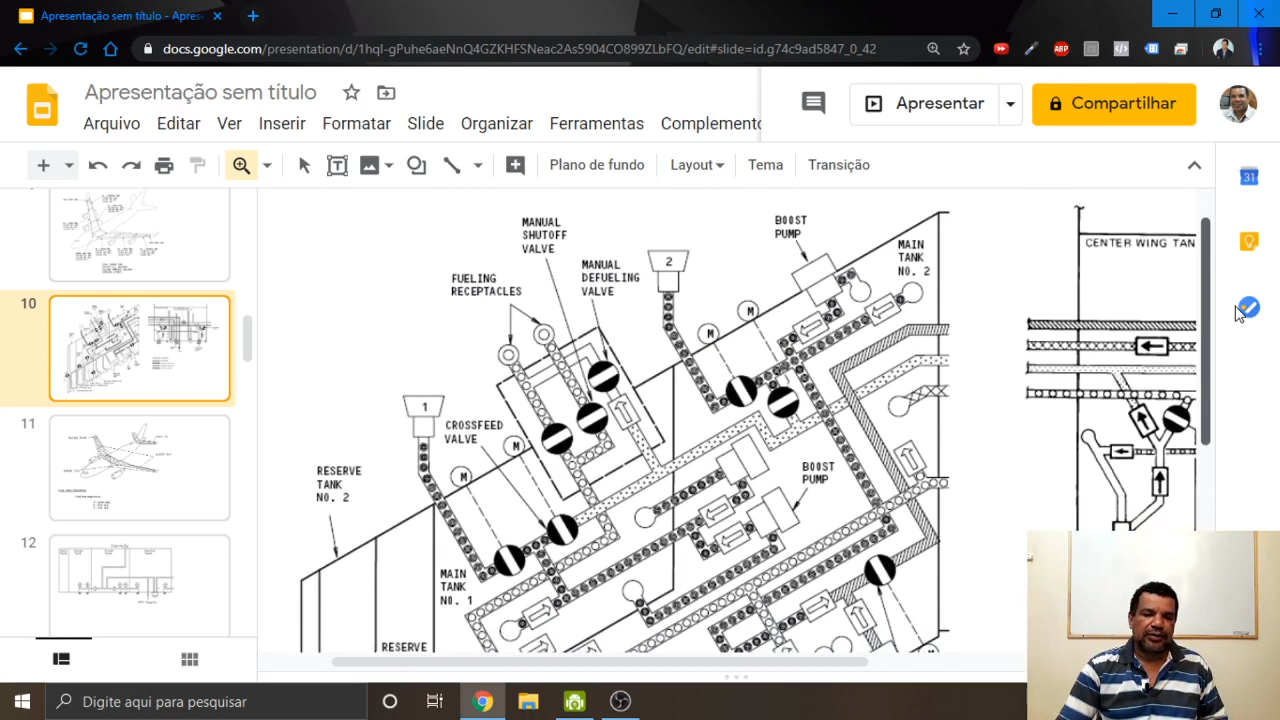 Apresentação sem título - Apres
docs.google.com/presentation/d/1hqI-gPuhe6aeNnQ4GZKHFSNeac2As5904CO899ZLbFQ/edit#slide=id.g74c9ad5847_0_42
ABP
Apresentação sem título
Apresentar
Compartilhar
Arquivo Editar Ver Inserir Formatar Slide Organizar Ferramentas Complemento
Plano de fundo Layout Tema Transição
31
10
11
12
MANUAL
SHUTOFF
VALVE
FUELING
RECEPTACLES
MANUAL
DEFUELING
VALVE
2
BOOST
PUMP
MAIN
TANK
NO. 2
CENTER WING TAN
M
M
1
CROSSFEED
VALVE
M
M
RESERVE
TANK
NO. 2
BOOST
PUMP
MAIN
TANK
NO. 1
RESERVE
Digite aqui para pesquisar